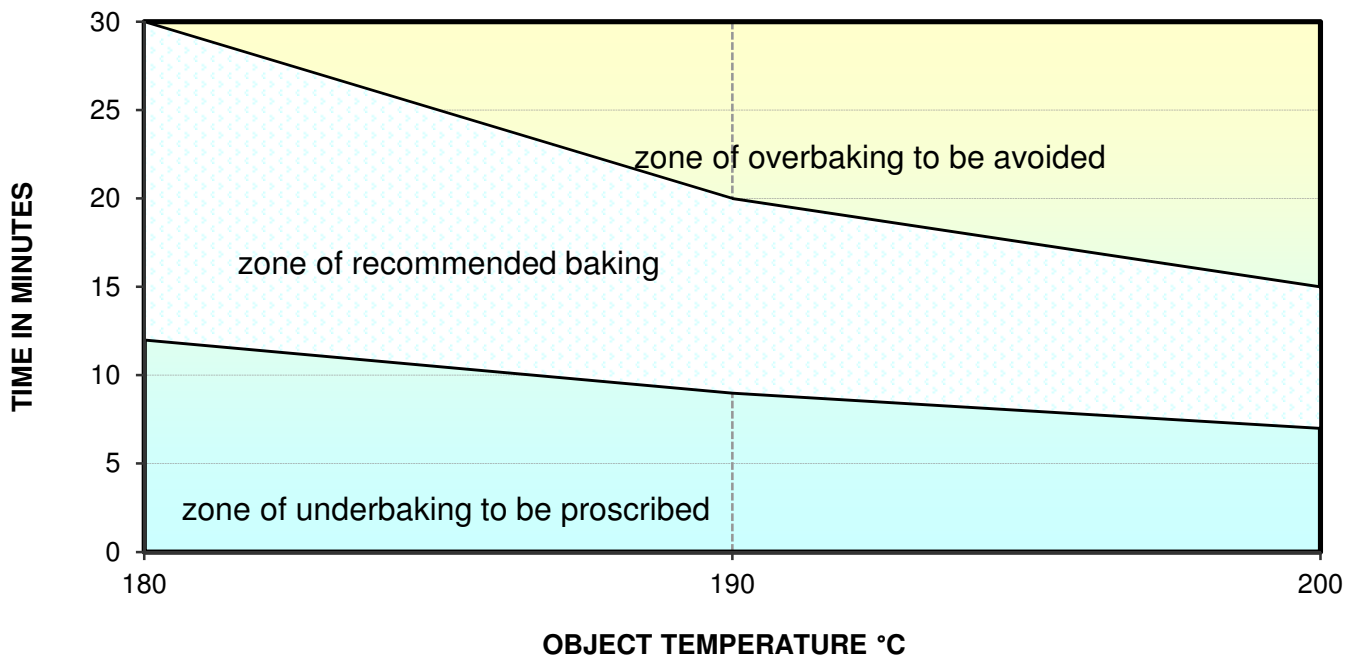 30
25
20
15
10
5
0
TIME IN MINUTES
zone of overbaking to be avoided
zone of recommended baking
zone of underbaking to be proscribed
180
190
200
OBJECT TEMPERATURE °C